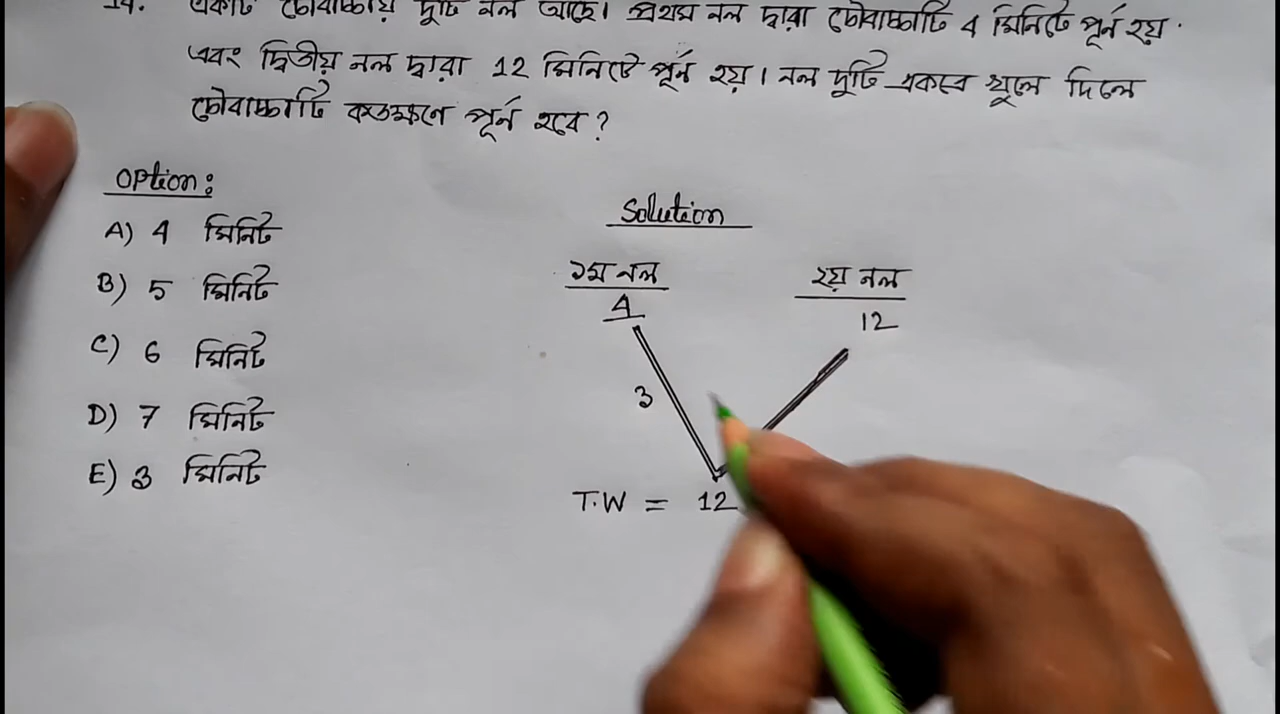 14. একটি চৌবাচ্চায় দুটি নল আছে। প্রথম নল দ্বারা চৌবাচ্চাটি 4 মিনিটে পূর্ন হয়
এবং দ্বিতীয় নল দ্বারা 12 মিনিটে পূর্ন হয়। নল দুটি একত্রে খুলে দিলে
চৌবাচ্চাটি কতক্ষণে পূর্ন হবে?
Option:
A) 4 মিনিট
B) 5 মিনিট
C) 6 মিনিট
D) 7 মিনিট
E) 3 মিনিট
Solution
১ম নল
২য় নল
4
12
3
T.W = 12